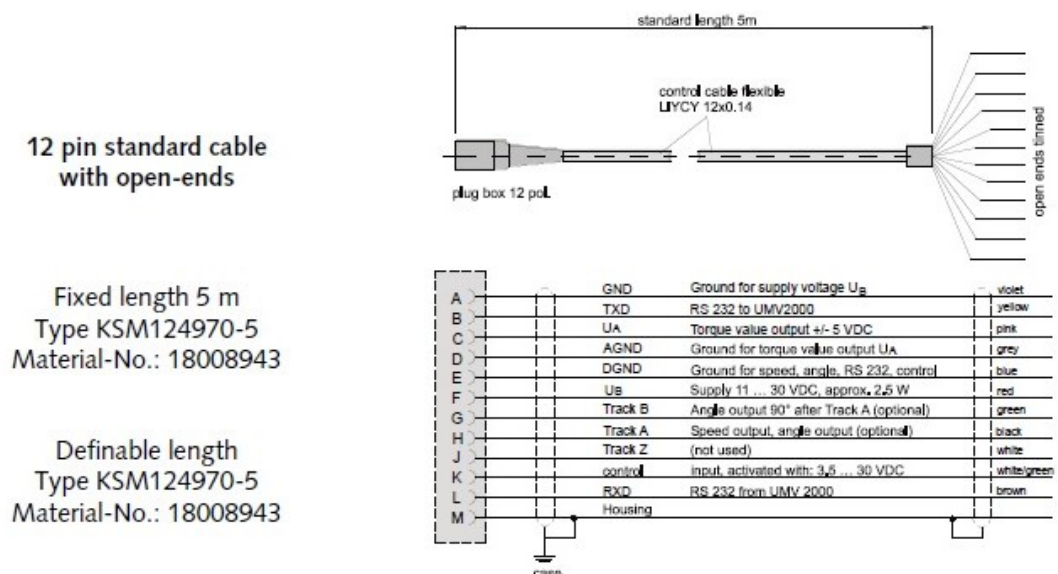 standard length 5m
control cable flexible
LIYCY 12x0.14
open ends tinned
12 pin standard cable
with open-ends
plug box 12 pol.
Fixed length 5 m
Type KSM124970-5
Material-No.: 18008943
Definable length
Type KSM124970-5
Material-No.: 18008943
A GND Ground for supply voltage UB violet
B TXD RS 232 to UMV2000 yellow
C UA Torque value output +/- 5 VDC pink
D AGND Ground for torque value output UA grey
E DGND Ground for speed, angle, RS 232, control blue
F UB Supply 11 ... 30 VDC, approx. 2,5 W red
G Track B Angle output 90° after Track A (optional) green
H Track A Speed output, angle output (optional) black
J Track Z (not used) white
K control input, activated with: 3,5 ... 30 VDC white/green
L RXD RS 232 from UMV 2000 brown
M Housing
case